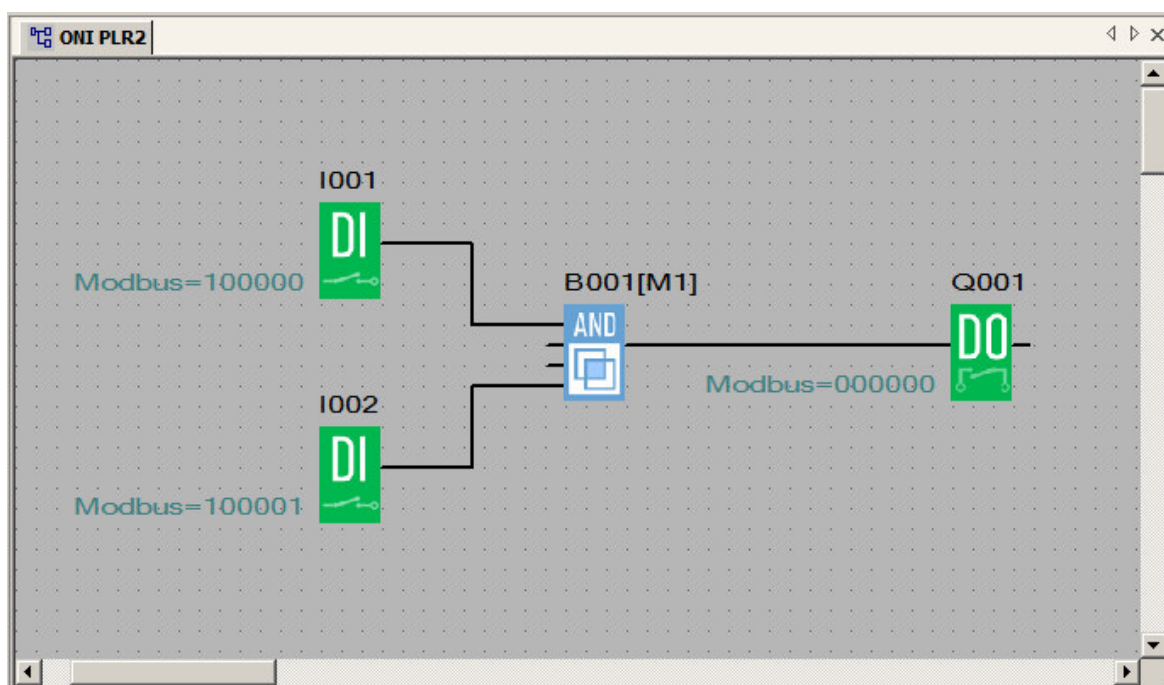 ONI PLR2
I001
DI
Modbus=100000
B001[M1]
AND
Q001
DO
Modbus=000000
I002
DI
Modbus=100001